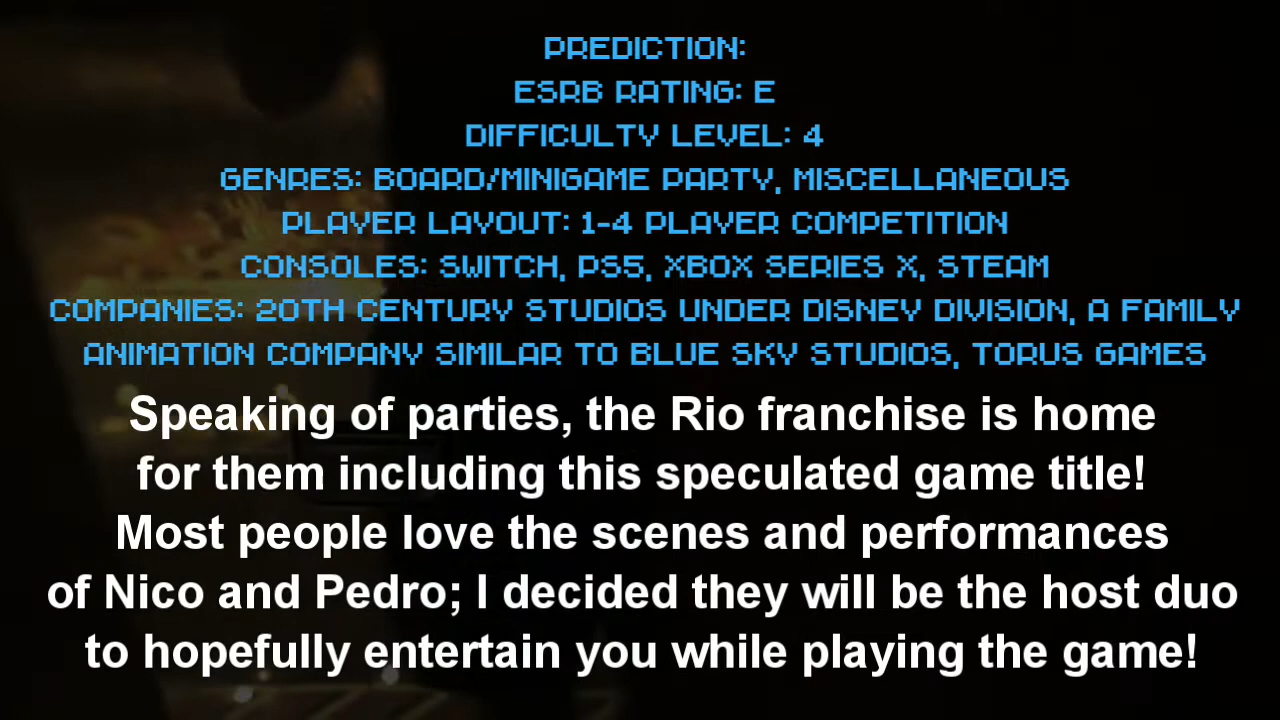 PREDICTION:
ESRB RATING: E
DIFFICULTY LEVEL: 4
GENRES: BOARD/MINIGAME PARTY, MISCELLANEOUS
PLAYER LAYOUT: 1-4 PLAYER COMPETITION
CONSOLES: SWITCH, PS5, XBOX SERIES X, STEAM
COMPANIES: 20TH CENTURY STUDIOS UNDER DISNEY DIVISION, A FAMILY
ANIMATION COMPANY SIMILAR TO BLUE SKY STUDIOS, TORUS GAMES
Speaking of parties, the Rio franchise is home
for them including this speculated game title!
Most people love the scenes and performances
of Nico and Pedro; I decided they will be the host duo
to hopefully entertain you while playing the game!